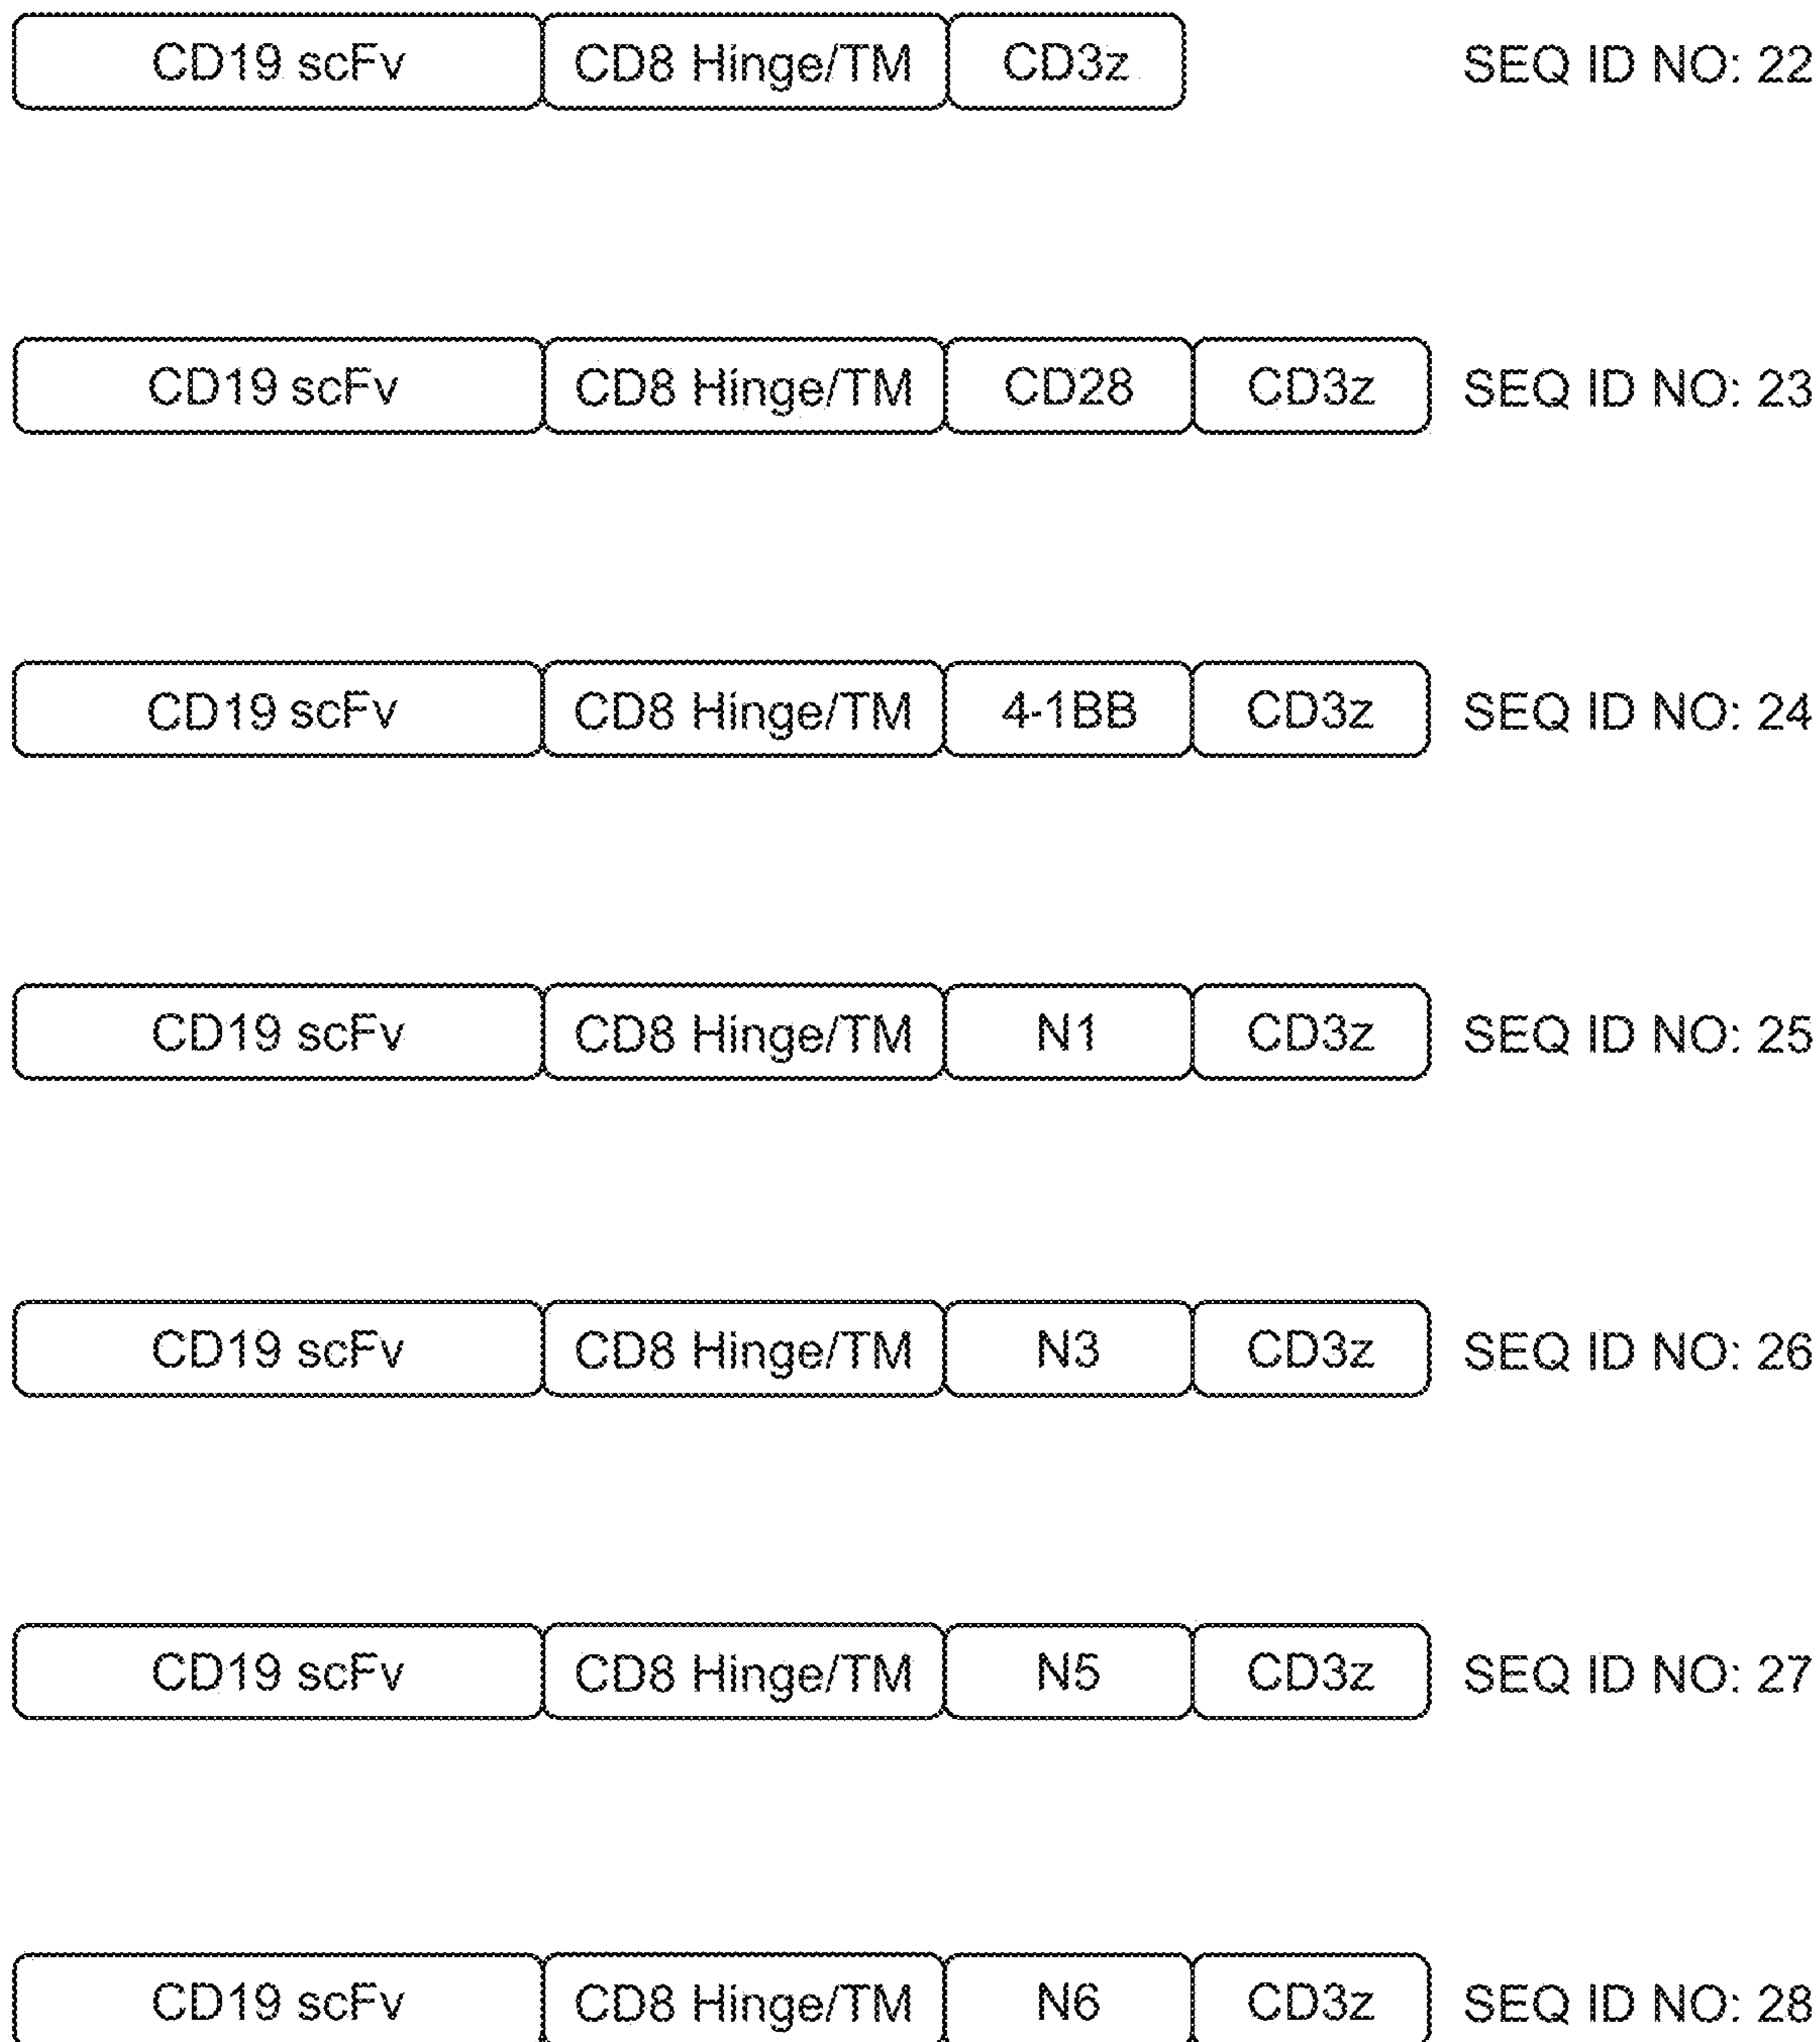 CD19 scFv CD8 Hinge/TM CD3z SEQ ID NO: 22
CD19 scFv CD8 Hinge/TM CD28 CD3z SEQ ID NO: 23
CD19 scFv CD8 Hinge/TM 4-1BB CD3z SEQ ID NO: 24
CD19 scFv CD8 Hinge/TM N1 CD3z SEQ ID NO: 25
CD19 scFv CD8 Hinge/TM N3 CD3z SEQ ID NO: 26
CD19 scFv CD8 Hinge/TM N5 CD3z SEQ ID NO: 27
CD19 scFv CD8 Hinge/TM N6 CD3z SEQ ID NO: 28